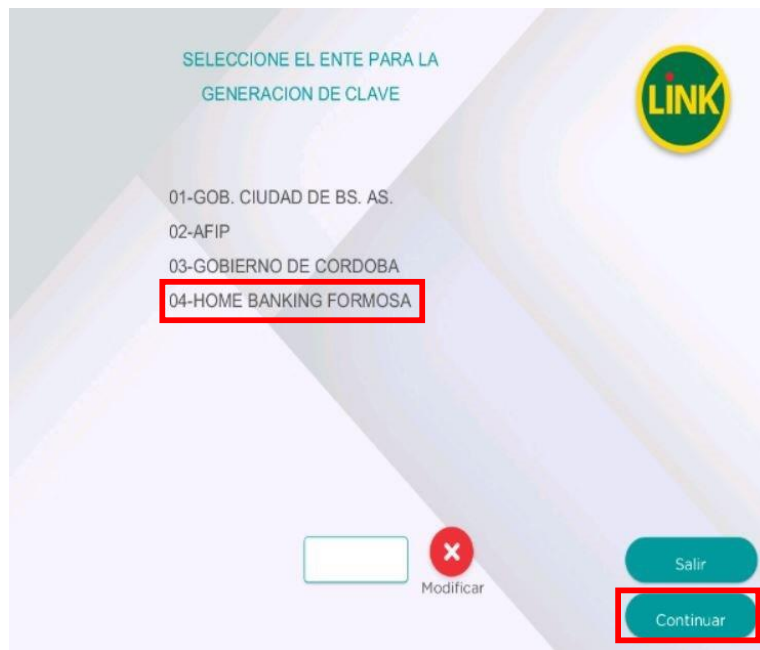 SELECCIONE EL ENTE PARA LA
GENERACION DE CLAVE
LINK
01-GOB. CIUDAD DE BS. AS.
02-AFIP
03-GOBIERNO DE CORDOBA
04-HOME BANKING FORMOSA
Modificar
Salir
Continuar